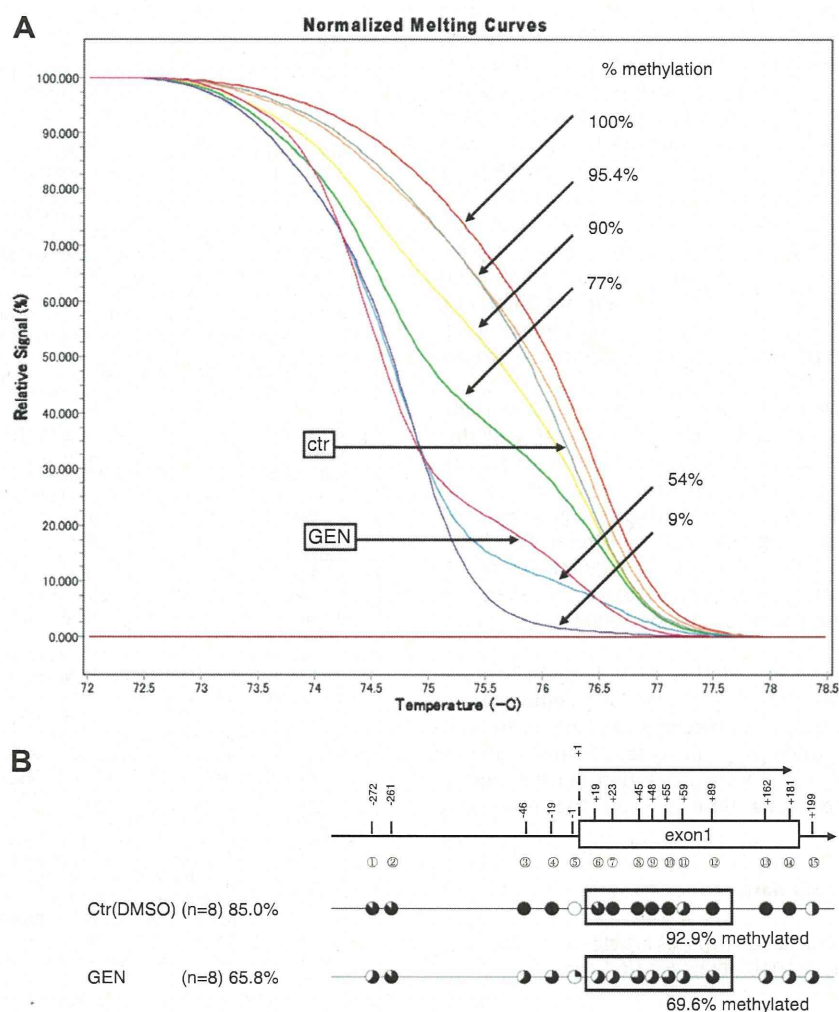 A
Normalized Melting Curves
% methylation
100%
95.4%
90%
77%
ctr
54%
GEN
9%
Relative Signal (%)
100.000
90.000
80.000
70.000
60.000
50.000
40.000
30.000
20.000
10.000
0.000
72 72.5 73 73.5 74 74.5 75 75.5 76 76.5 77 77.5 78 78.5
Temperature (-C)
B
-272 -261 -46 -19 -1 +1 +19 +23 +45 +48 +55 +59 +89 +162 +181 +199
exon1
① ② ③ ④ ⑤ ⑥ ⑦ ⑧ ⑨ ⑩ ⑪ ⑫ ⑬ ⑭ ⑮
Ctr(DMSO) (n=8) 85.0%
92.9% methylated
GEN (n=8) 65.8%
69.6% methylated